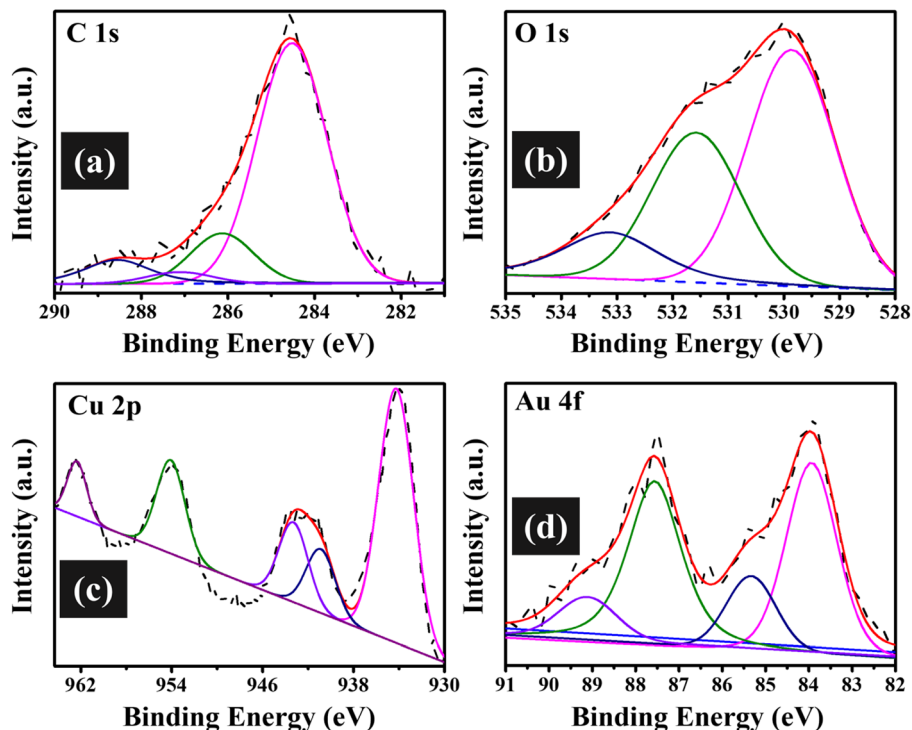 C 1s
(a)
Intensity (a.u.)
290 288 286 284 282
Binding Energy (eV)
O 1s
(b)
Intensity (a.u.)
535 534 533 532 531 530 529 528
Binding Energy (eV)
Cu 2p
(c)
Intensity (a.u.)
962 954 946 938 930
Binding Energy (eV)
Au 4f
(d)
Intensity (a.u.)
91 90 89 88 87 86 85 84 83 82
Binding Energy (eV)